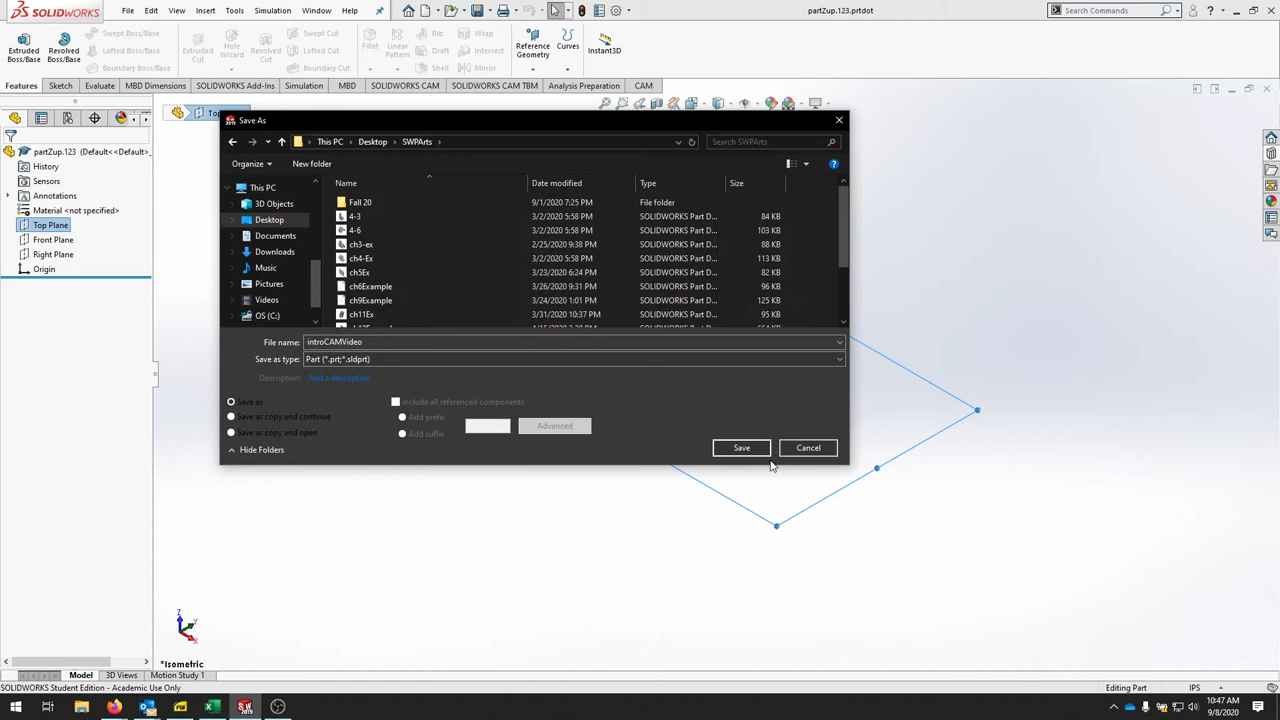 SOLIDWORKS File Edit View Insert Tools Simulation Window Help partZup.123.prtdot Search Commands
Extruded Boss/Base Revolved Boss/Base Swept Boss/Base Lofted Boss/Base Boundary Boss/Base Extruded Cut Hole Wizard Revolved Cut Swept Cut Lofted Cut Boundary Cut Fillet Linear Pattern Rib Draft Shell Wrap Intersect Mirror Reference Geometry Curves Instant3D
Features Sketch Evaluate MBD Dimensions SOLIDWORKS Add-Ins Simulation MBD SOLIDWORKS CAM SOLIDWORKS CAM TBM Analysis Preparation CAM
partZup.123 (Default<<Default>_
History
Sensors
Annotations
Material <not specified>
Top Plane
Front Plane
Right Plane
Origin
Save As
This PC Desktop SWPArts Search SWPArts
Organize New folder
Name Date modified Type Size
This PC
3D Objects
Desktop
Documents
Downloads
Music
Pictures
Videos
OS (C:)
Fall 20 9/1/2020 7:25 PM File folder
4-3 3/2/2020 5:58 PM SOLIDWORKS Part D... 84 KB
4-6 3/2/2020 5:58 PM SOLIDWORKS Part D... 103 KB
ch3-ex 2/25/2020 9:38 PM SOLIDWORKS Part D... 88 KB
ch4-Ex 3/2/2020 5:58 PM SOLIDWORKS Part D... 113 KB
ch5Ex 3/23/2020 6:24 PM SOLIDWORKS Part D... 82 KB
ch6Example 3/26/2020 9:31 PM SOLIDWORKS Part D... 96 KB
ch9Example 3/24/2020 1:01 PM SOLIDWORKS Part D... 125 KB
ch11Ex 3/31/2020 10:37 PM SOLIDWORKS Part D... 95 KB
File name: introCAMVideo
Save as type: Part (*.prt;*.sldprt)
Description: Add a description
Save as Include all referenced components
Save as copy and continue Add prefix
Save as copy and open Add suffix Advanced
Hide Folders Save Cancel
Z Y X
*Isometric
Model 3D Views Motion Study 1
SOLIDWORKS Student Edition - Academic Use Only Editing Part IPS
10:47 AM
9/8/2020